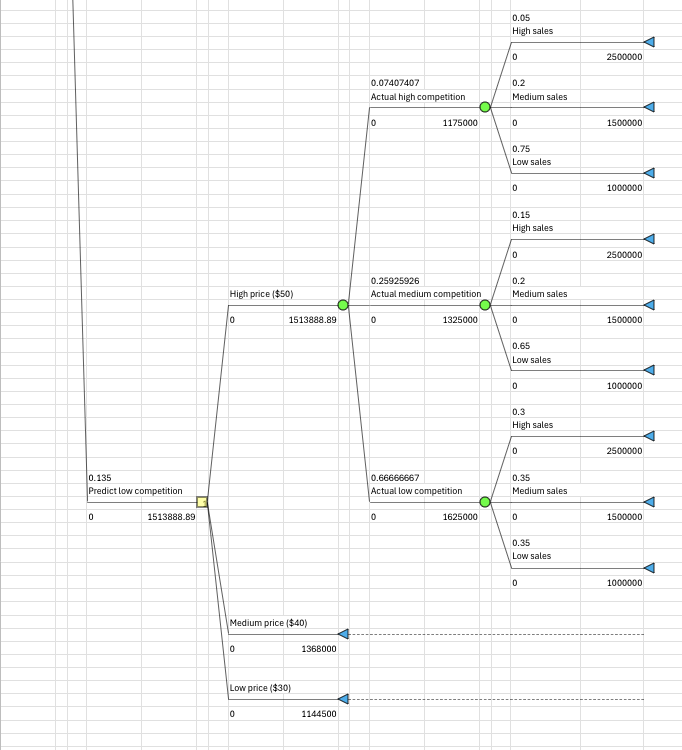 0.05
High sales
0 2500000
0.07407407
0.2
Actual high competition
Medium sales
0 1175000
0 1500000
0.75
Low sales
0 1000000
0.15
High sales
0 2500000
0.25925926
0.2
High price ($50)
Actual medium competition
Medium sales
0 1513888.89
0 1325000
0 1500000
0.65
Low sales
0 1000000
0.3
High sales
0 2500000
0.135
0.66666667
0.35
Predict low competition
Actual low competition
Medium sales
0 1513888.89
0 1625000
0 1500000
0.35
Low sales
0 1000000
Medium price ($40)
0 1368000
Low price ($30)
0 1144500